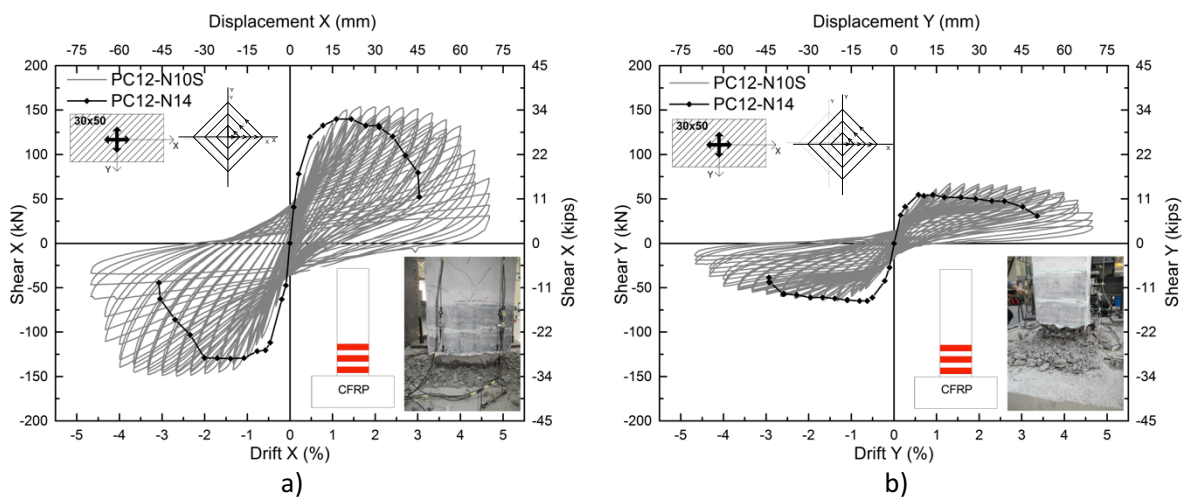 Displacement X (mm)
-75 -60 -45 -30 -15 0 15 30 45 60 75
200
150
100
50
0
-50
-100
-150
-200
Shear X (kN)
45
34
22
11
0
-11
-22
-34
-45
Shear X (kips)
PC12-N10S
PC12-N14
30x50
X
Y
Y
Y
X
X
CFRP
-5 -4 -3 -2 -1 0 1 2 3 4 5
Drift X (%)
a)
Displacement Y (mm)
-75 -60 -45 -30 -15 0 15 30 45 60 75
200
150
100
50
0
-50
-100
-150
-200
Shear Y (kN)
45
34
22
11
0
-11
-22
-34
-45
Shear Y (kips)
PC12-N10S
PC12-N14
30x50
X
Y
Y
Y
X
X
CFRP
-5 -4 -3 -2 -1 0 1 2 3 4 5
Drift Y (%)
b)